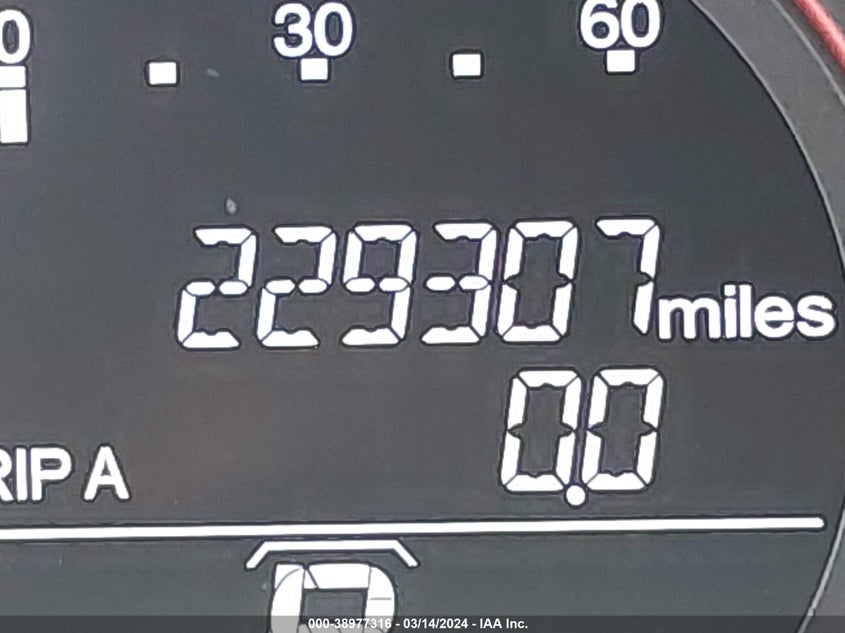 0 30 60
229307 miles
0.0
RIP A
000-38977316 - 03/14/2024 - IAA Inc.